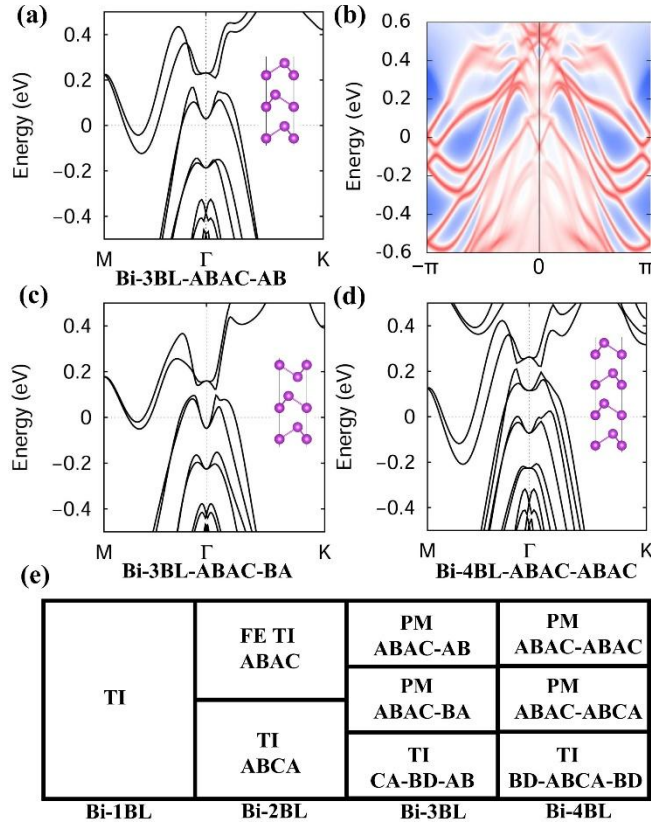 (a)
Energy (eV)
0.4
0.2
0
−0.2
−0.4
M
Γ
K
Bi-3BL-ABAC-AB
(b)
Energy (eV)
0.6
0.4
0.2
0
-0.2
-0.4
-0.6
−π
0
π
(c)
Energy (eV)
0.4
0.2
0
−0.2
−0.4
M
Γ
K
Bi-3BL-ABAC-BA
(d)
Energy (eV)
0.4
0.2
0
−0.2
−0.4
M
Γ
K
Bi-4BL-ABAC-ABAC
(e)
TI
FE TI
ABAC
TI
ABCA
PM
ABAC-AB
PM
ABAC-BA
TI
CA-BD-AB
PM
ABAC-ABAC
PM
ABAC-ABCA
TI
BD-ABCA-BD
Bi-1BL
Bi-2BL
Bi-3BL
Bi-4BL